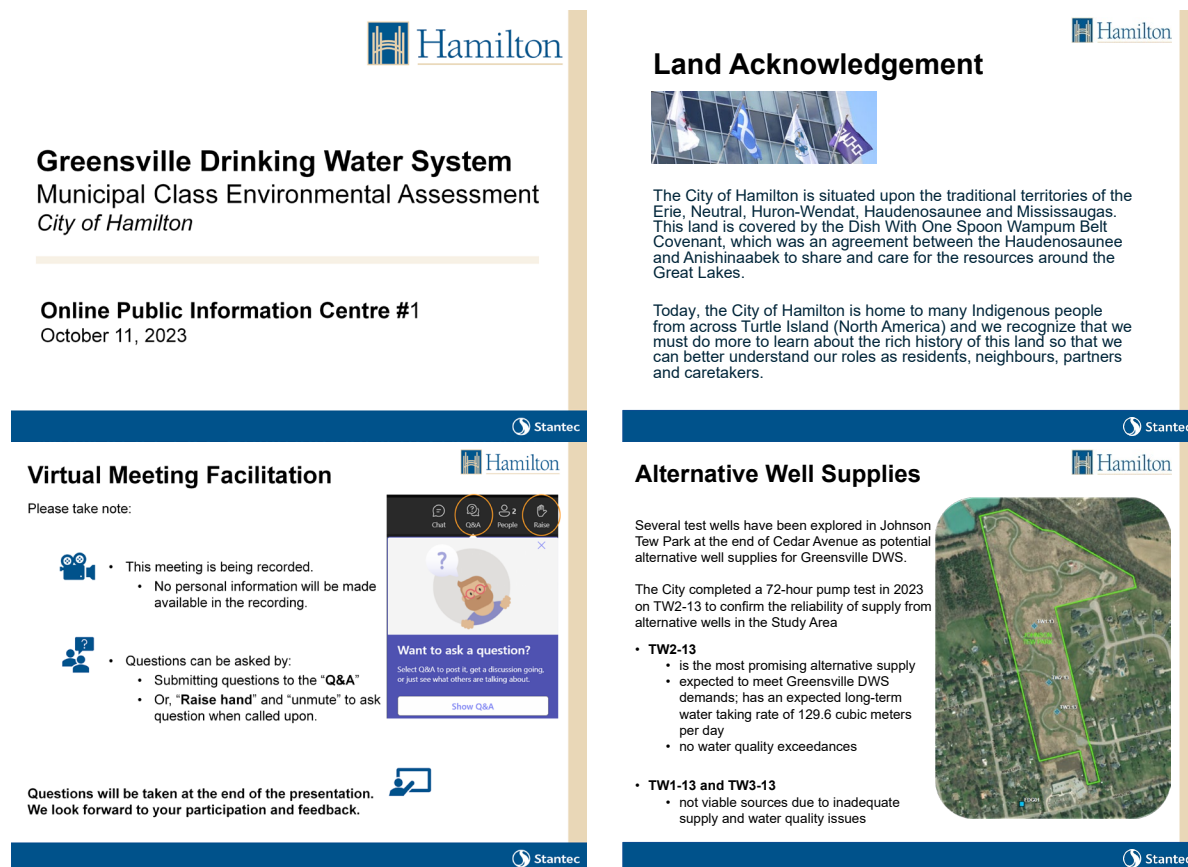 Hamilton
Greensville Drinking Water System
Municipal Class Environmental Assessment
City of Hamilton
Online Public Information Centre #1
October 11, 2023
Stantec
Hamilton
Land Acknowledgement
The City of Hamilton is situated upon the traditional territories of the
Erie, Neutral, Huron-Wendat, Haudenosaunee and Mississaugas.
This land is covered by the Dish With One Spoon Wampum Belt
Covenant, which was an agreement between the Haudenosaunee
and Anishinaabek to share and care for the resources around the
Great Lakes.
Today, the City of Hamilton is home to many Indigenous people
from across Turtle Island (North America) and we recognize that we
must do more to learn about the rich history of this land so that we
can better understand our roles as residents, neighbours, partners
and caretakers.
Stantec
Hamilton
Virtual Meeting Facilitation
Please take note:
• This meeting is being recorded.
• No personal information will be made
available in the recording.
• Questions can be asked by:
• Submitting questions to the “Q&A”
• Or, “Raise hand” and “unmute” to ask
question when called upon.
Chat Q&A 2 People Raise
?
?
Want to ask a question?
Select Q&A to post it, get a discussion going,
or just see what others are talking about.
Show Q&A
Questions will be taken at the end of the presentation.
We look forward to your participation and feedback.
Stantec
Hamilton
Alternative Well Supplies
Several test wells have been explored in Johnson
Tew Park at the end of Cedar Avenue as potential
alternative well supplies for Greensville DWS.
The City completed a 72-hour pump test in 2023
on TW2-13 to confirm the reliability of supply from
alternative wells in the Study Area
• TW2-13
• is the most promising alternative supply
• expected to meet Greensville DWS
demands; has an expected long-term
water taking rate of 129.6 cubic meters
per day
• no water quality exceedances
• TW1-13 and TW3-13
• not viable sources due to inadequate
supply and water quality issues
Stantec